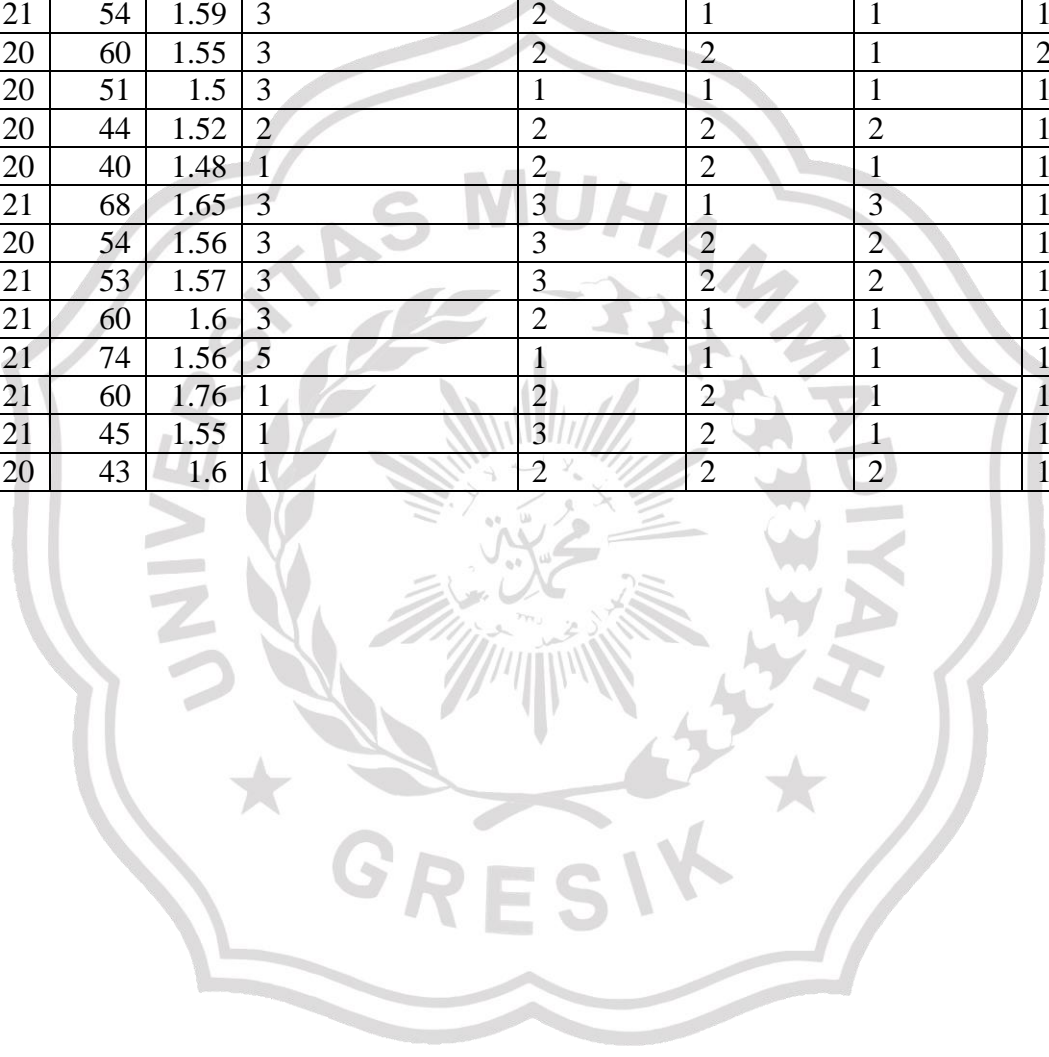 21 54 1.59 3 2 1 1 1
20 60 1.55 3 2 2 1 2
20 51 1.5 3 1 1 1 1
20 44 1.52 2 2 2 2 1
20 40 1.48 1 2 2 1 1
21 68 1.65 3 3 1 3 1
20 54 1.56 3 3 2 2 1
21 53 1.57 3 3 2 2 1
21 60 1.6 3 2 1 1 1
21 74 1.56 5 1 1 1 1
21 60 1.76 1 2 2 1 1
21 45 1.55 1 3 2 1 1
20 43 1.6 1 2 2 2 1
UNIVERSITAS MUHAMMADIYAH
GRESIK